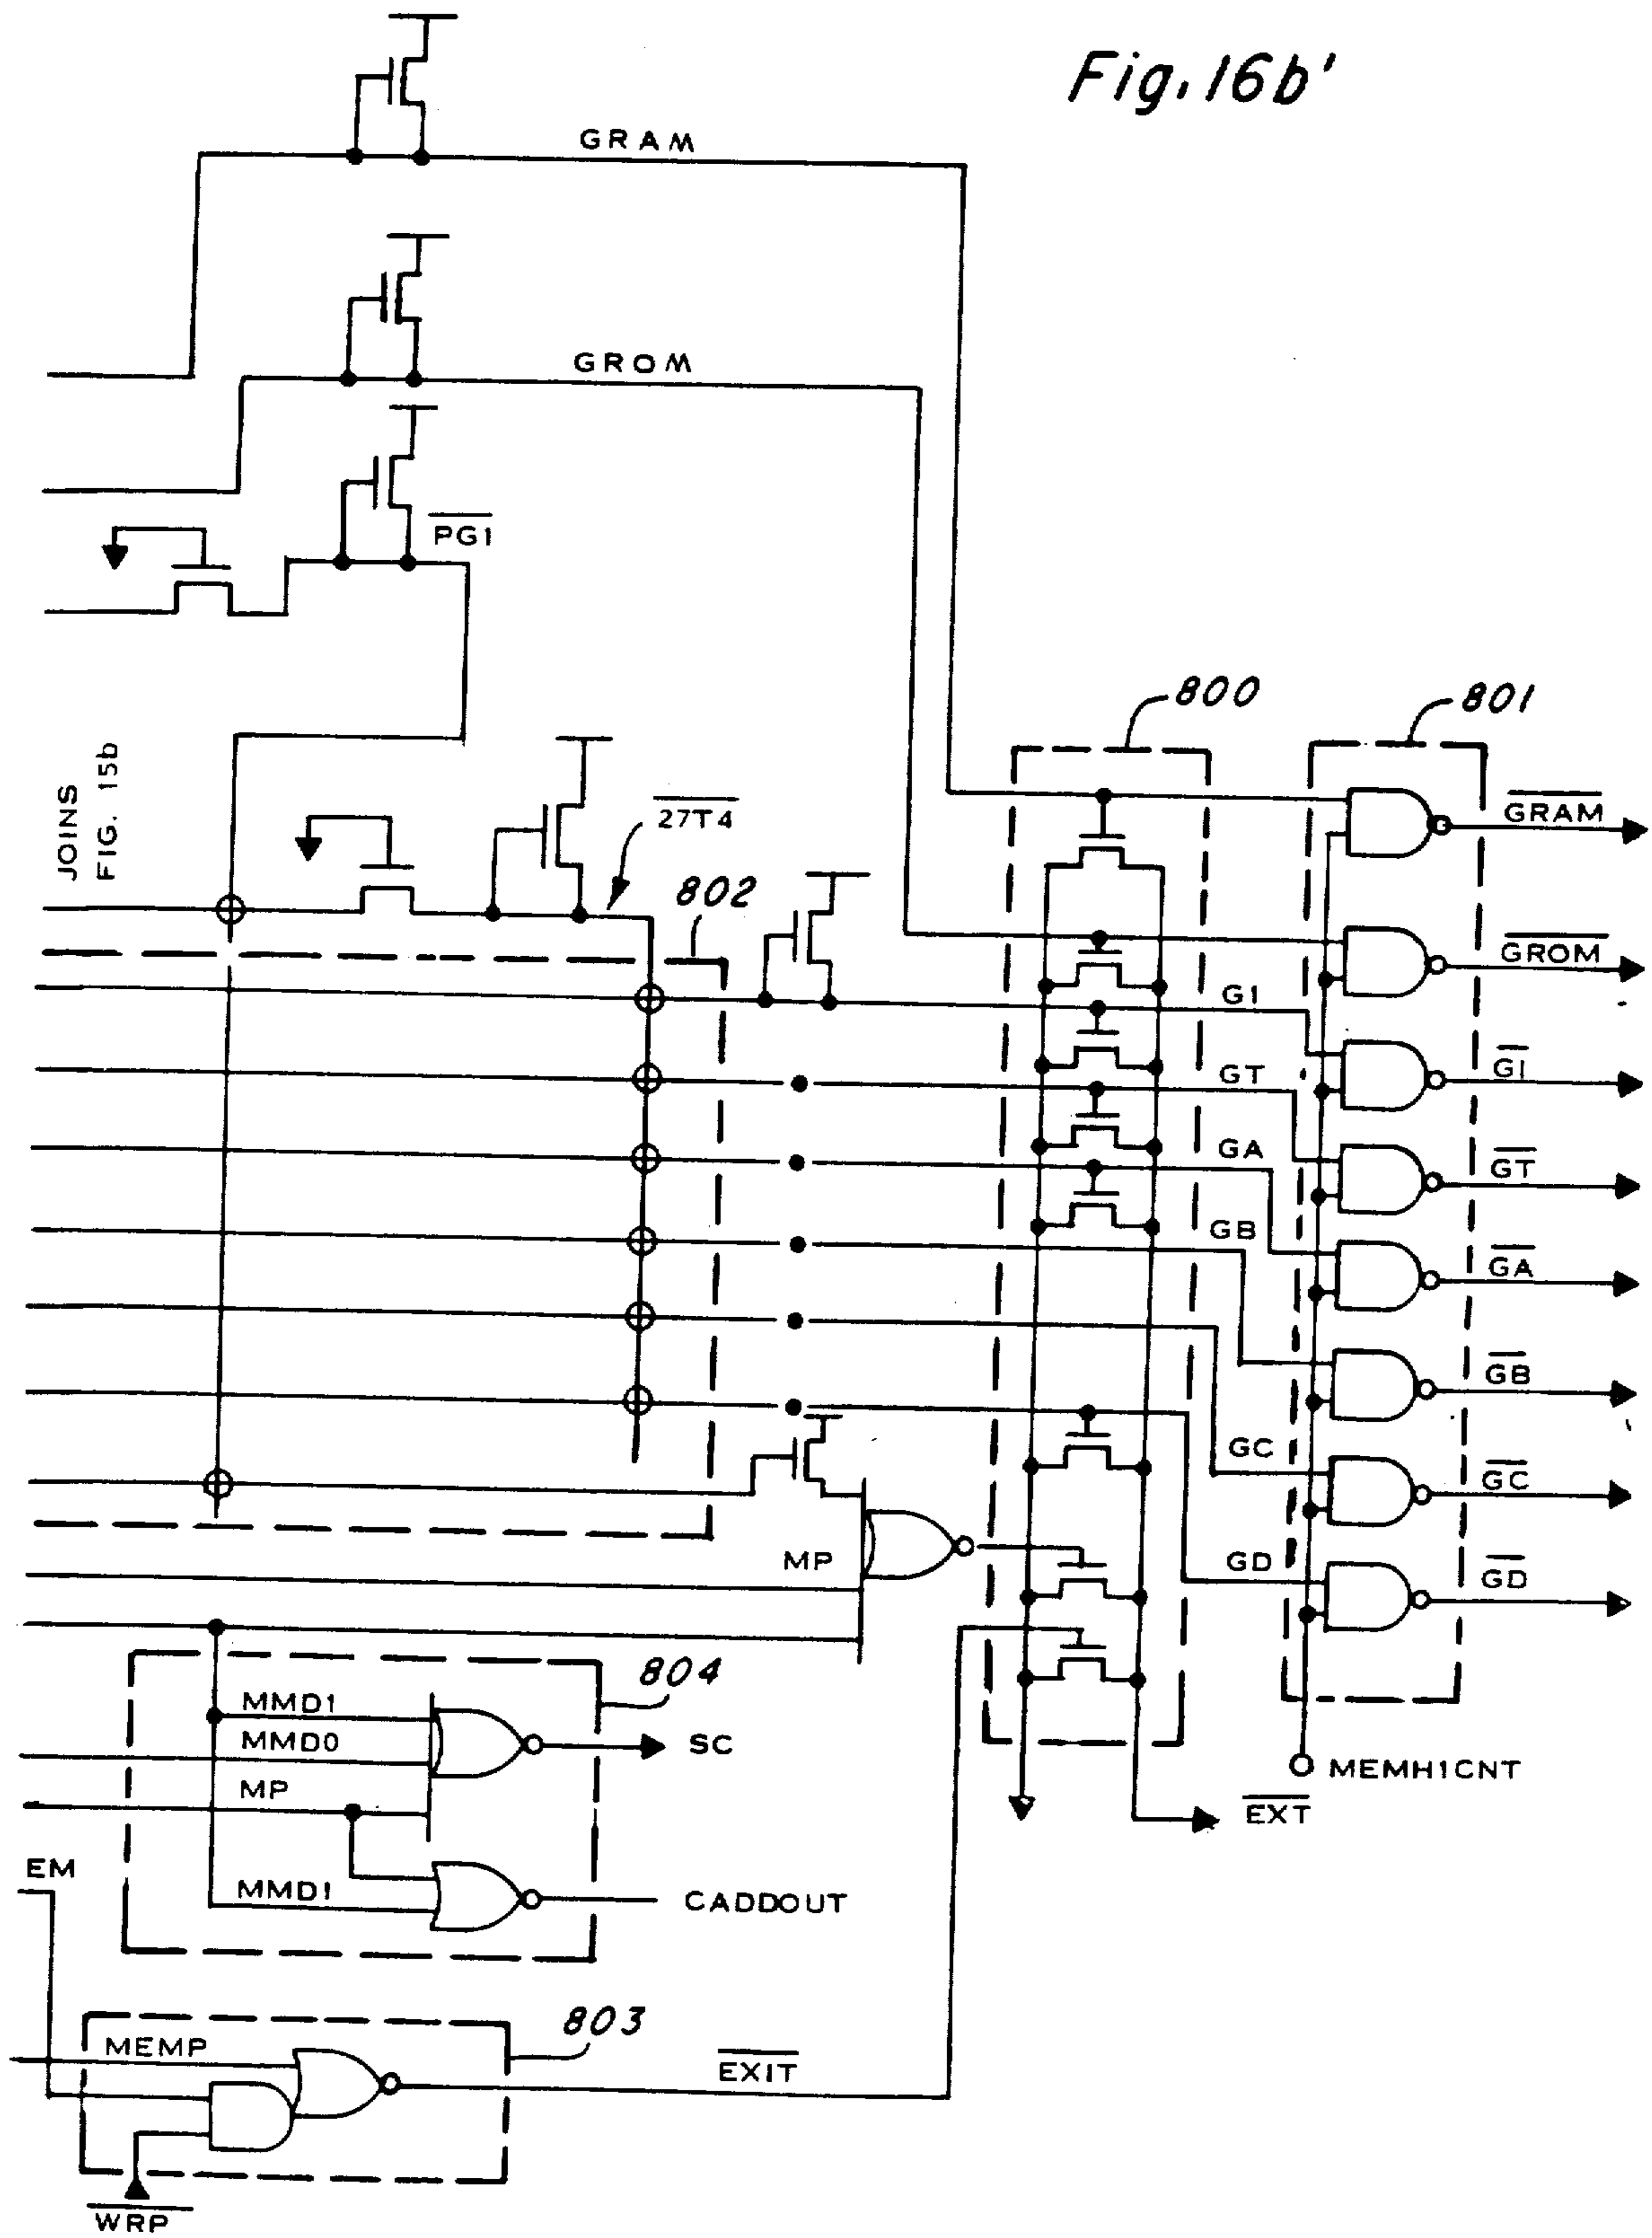 Fig. 16b'
GRAM
GROM
PG1
800
801
JOINS
FIG. 15b
27T4
802
GRAM
GROM
GI
GI
GT
GT
GA
GA
GB
GB
GC
GC
MP
GD
GD
804
MMD1
MMD0
SC
MP
MEMH1CNT
EXT
EM
MMD1
CADDOUT
803
MEMP
EXIT
WRP